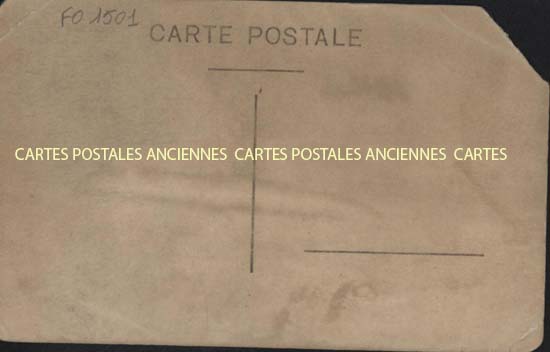 FO 1501
CARTE POSTALE
CARTES POSTALES ANCIENNES CARTES POSTALES ANCIENNES CARTES